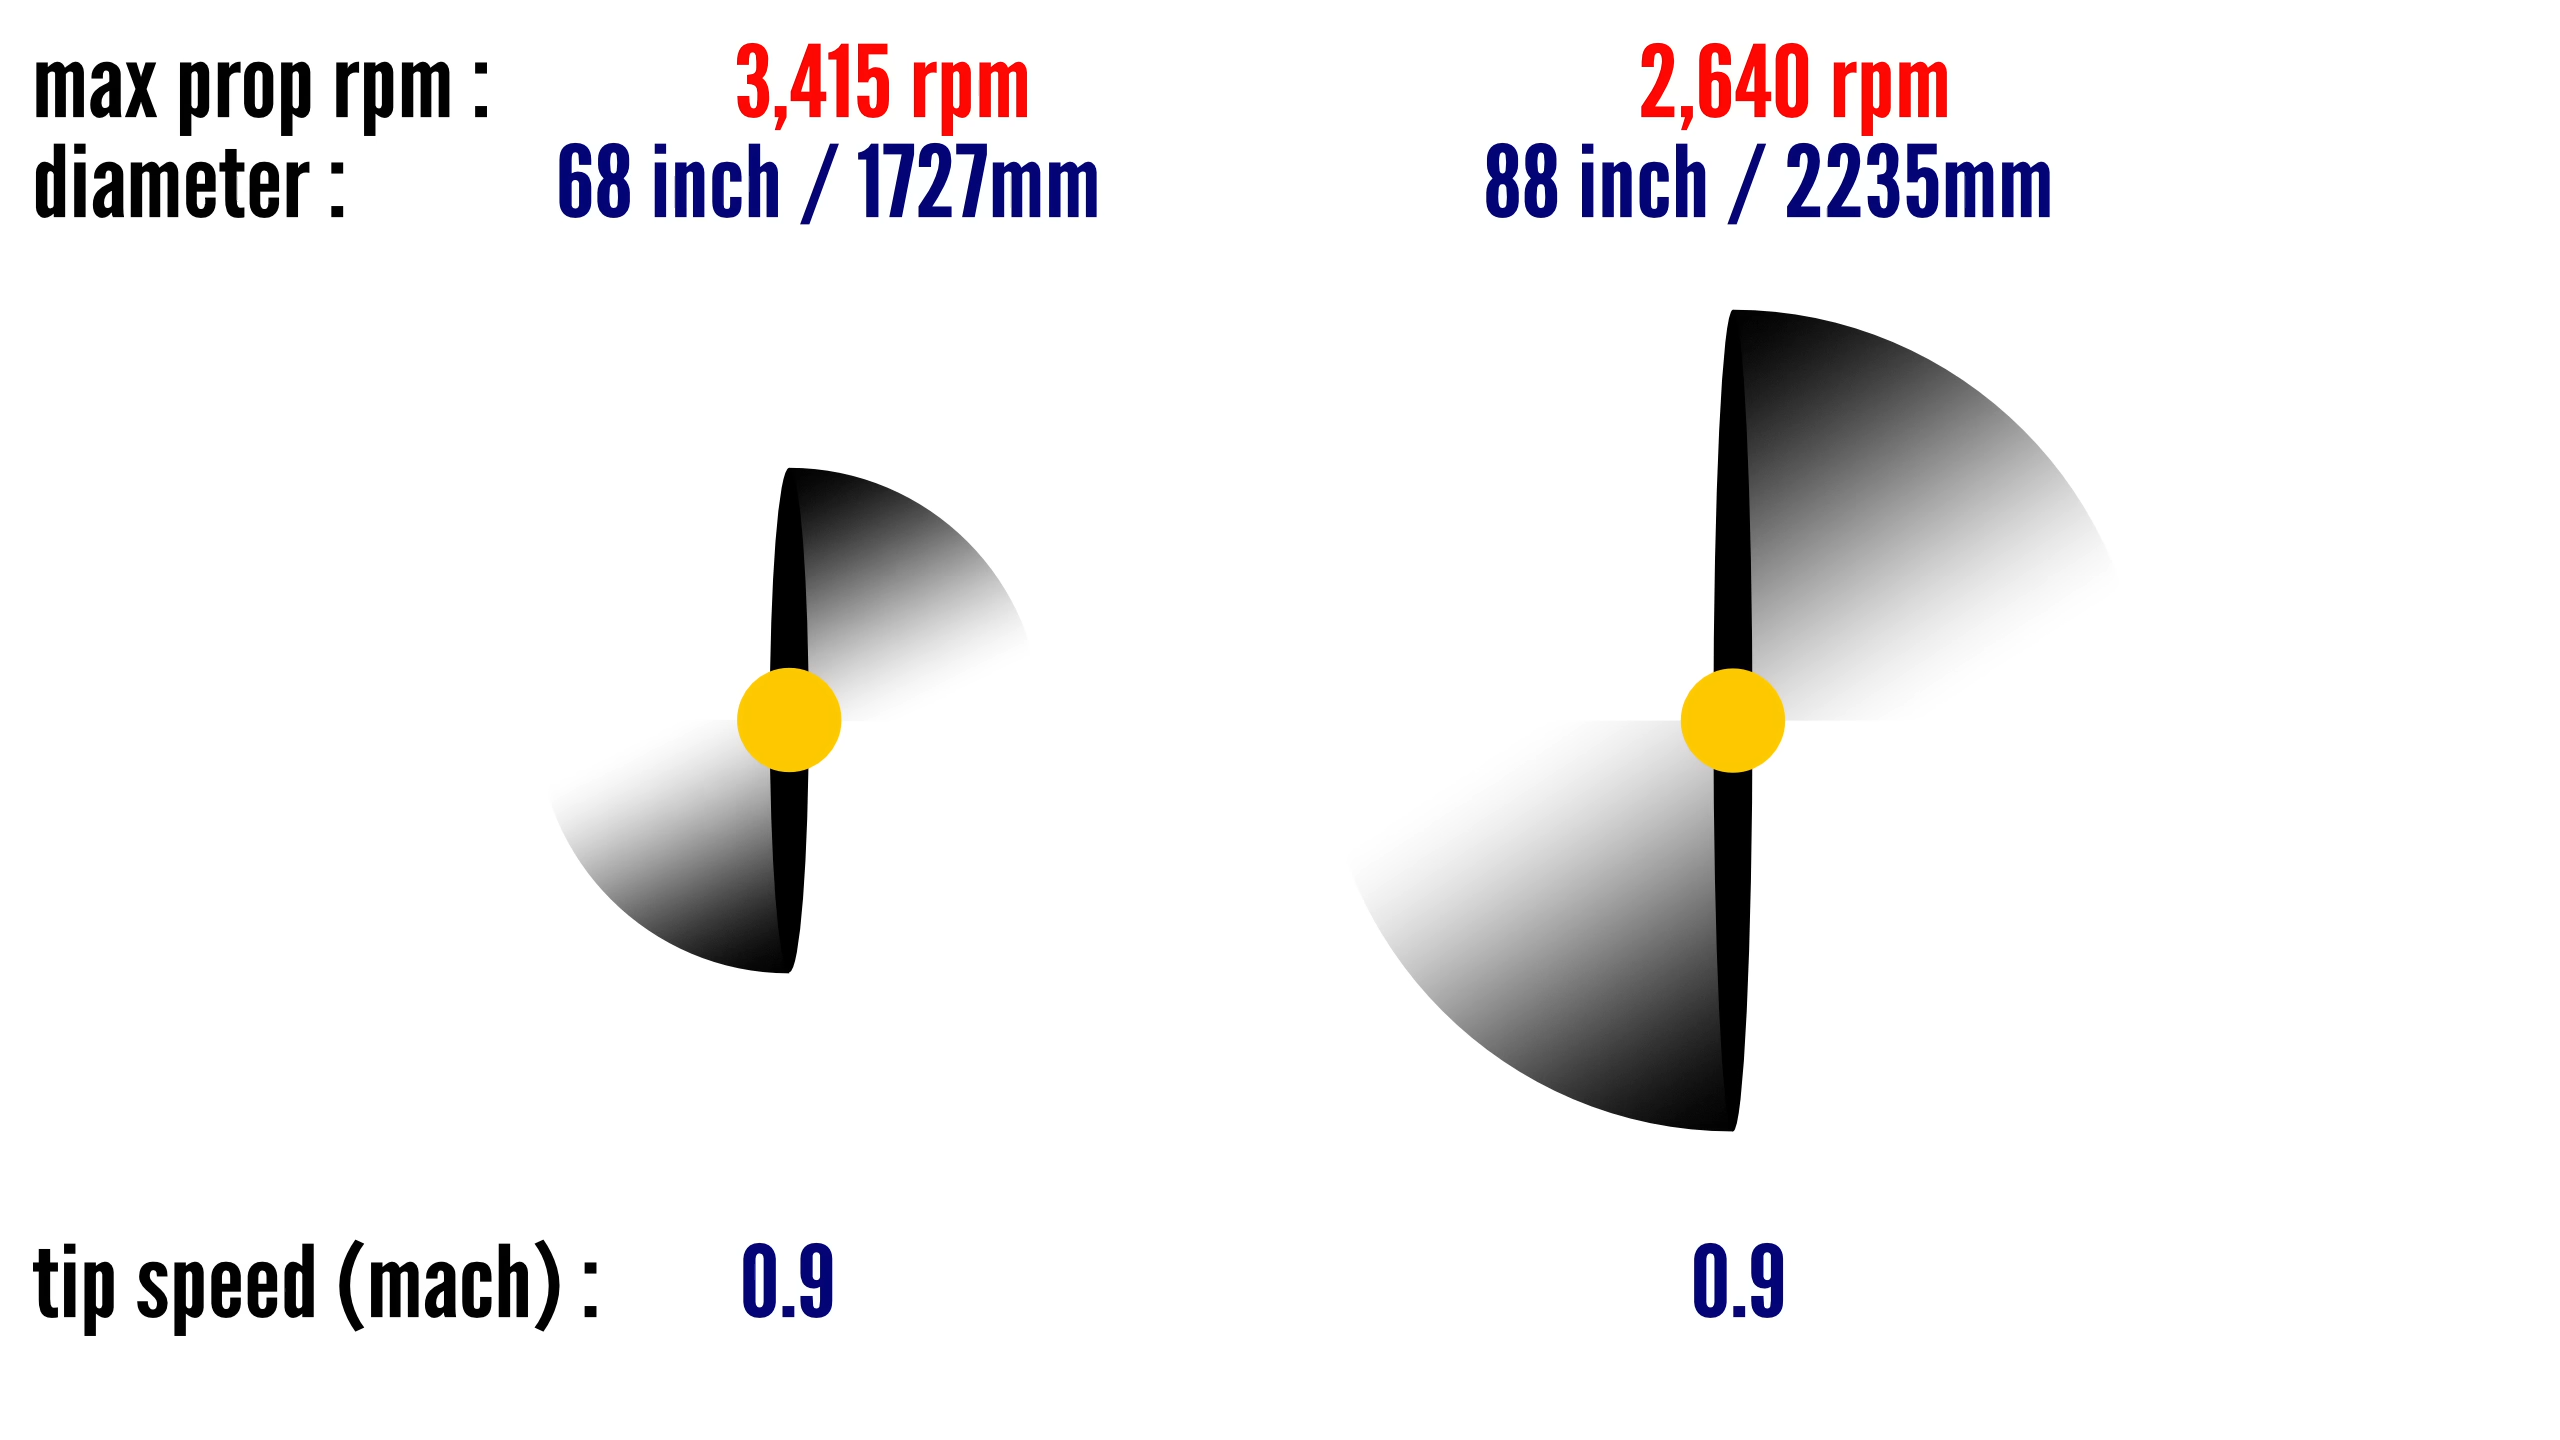 max prop rpm : 3,415 rpm 2,640 rpm
diameter : 68 inch / 1727mm 88 inch / 2235mm
tip speed (mach) : 0.9 0.9